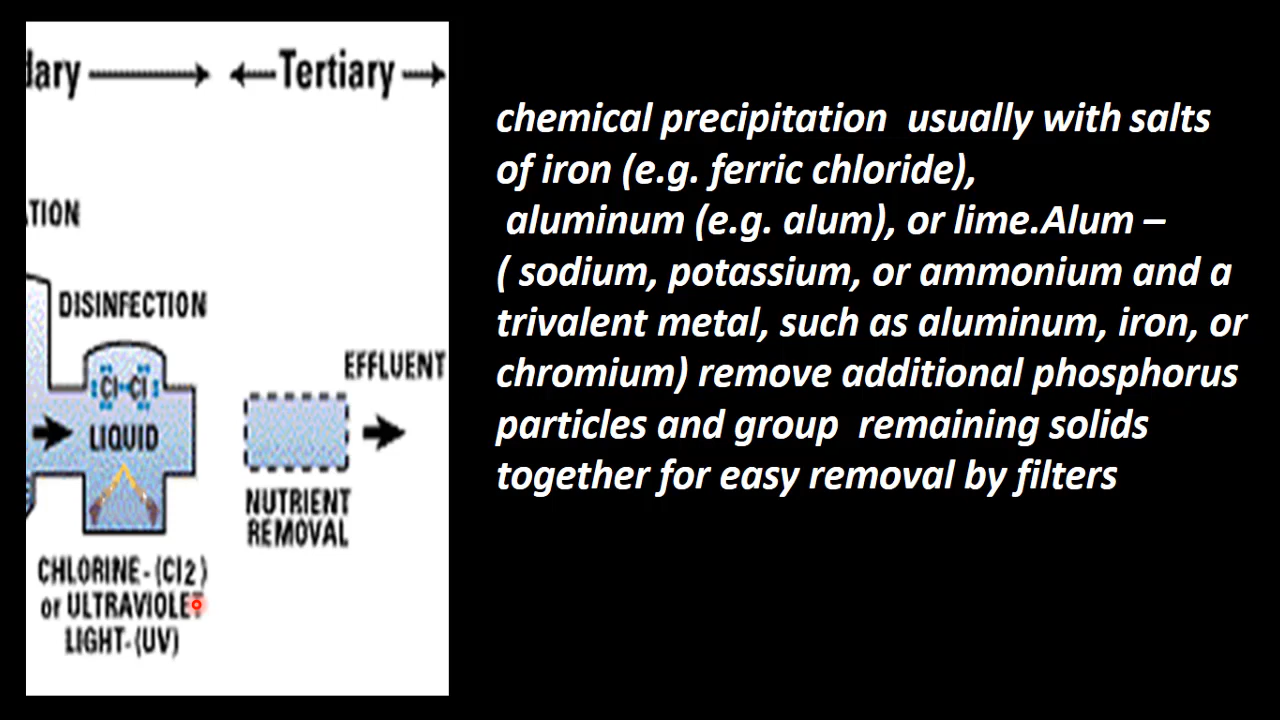 dary
Tertiary
ATION
DISINFECTION
Cl-Cl
LIQUID
EFFLUENT
NUTRIENT
REMOVAL
CHLORINE-(Cl2)
or ULTRAVIOLET
LIGHT-(UV)
chemical precipitation usually with salts
of iron (e.g. ferric chloride),
aluminum (e.g. alum), or lime.Alum –
( sodium, potassium, or ammonium and a
trivalent metal, such as aluminum, iron, or
chromium) remove additional phosphorus
particles and group remaining solids
together for easy removal by filters